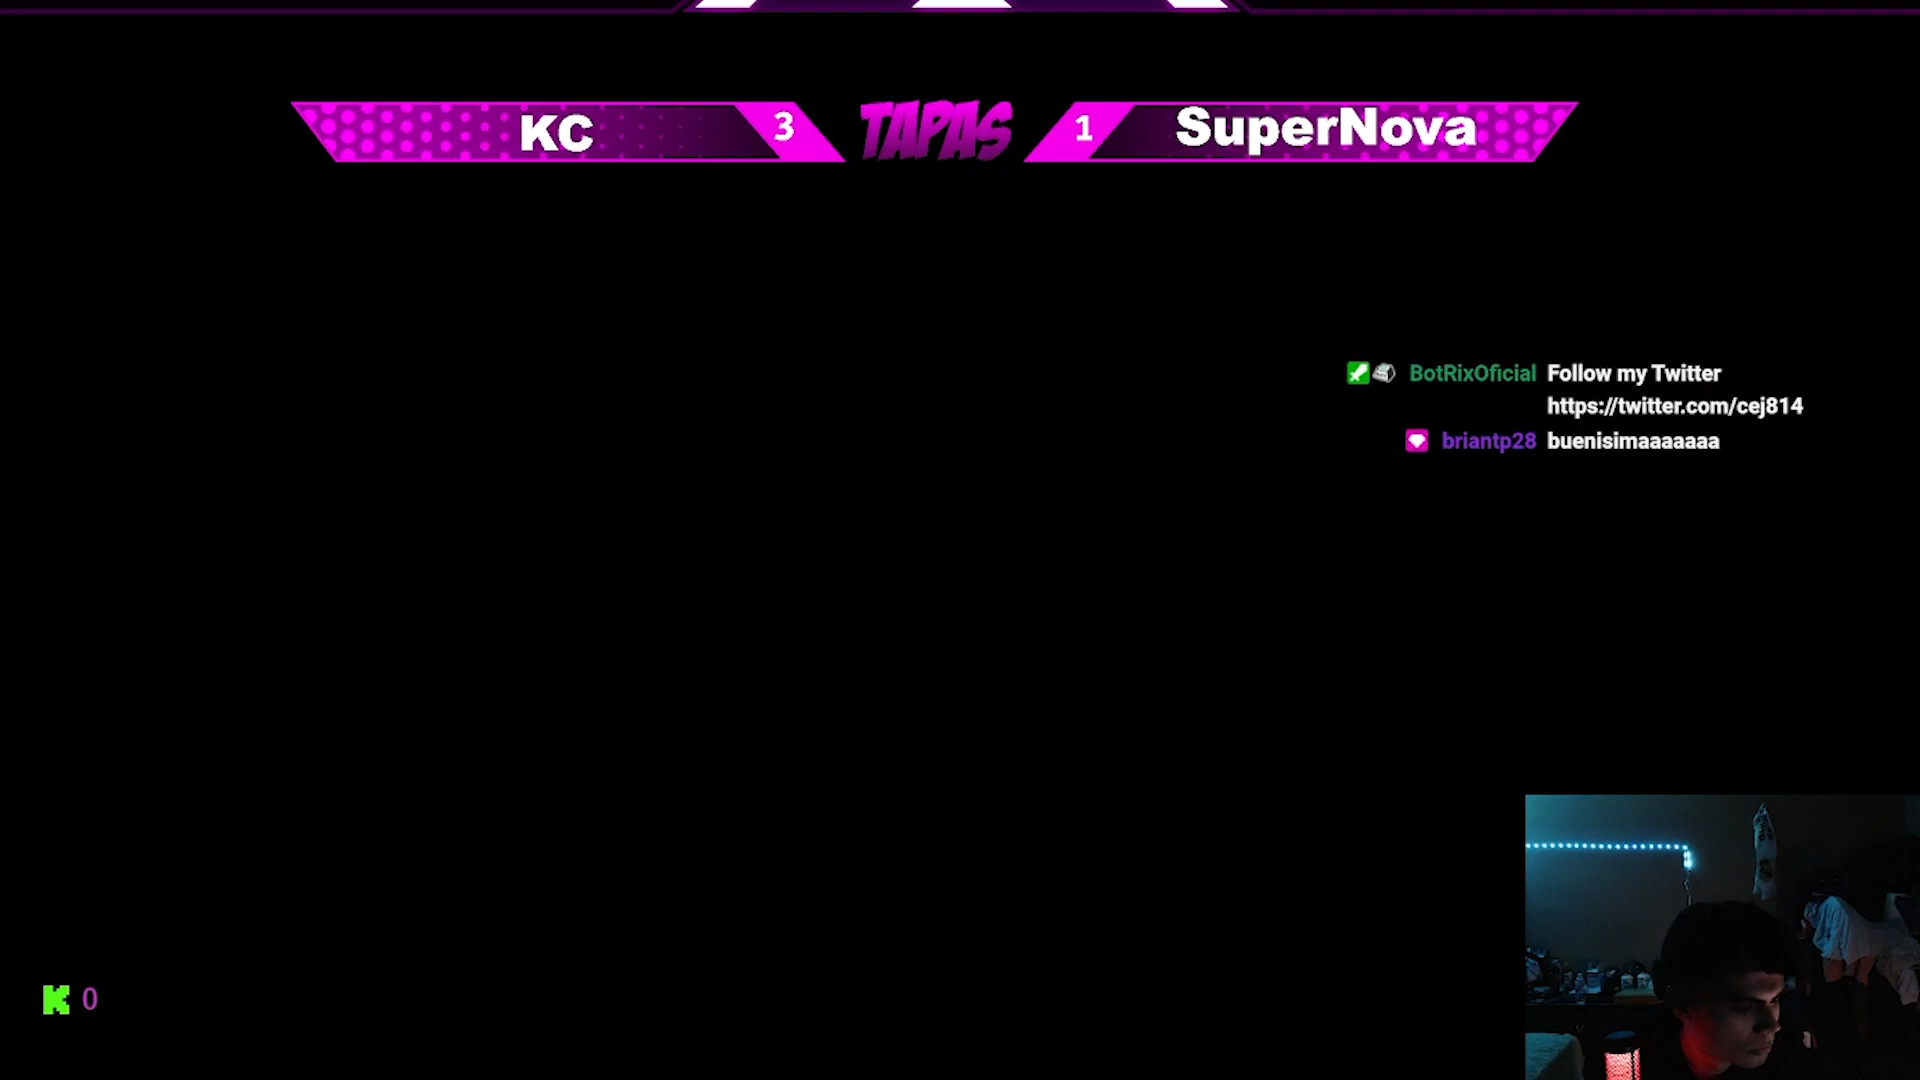 KC 3 TAPAS 1 SuperNova
BotRixOficial Follow my Twitter
https://twitter.com/cej814
briantp28 buenisimaaaaaaa
K 0